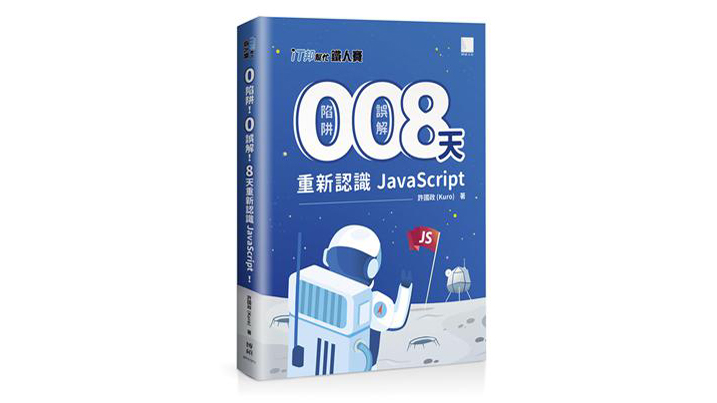 iT邦幫忙 鐵人賽
008天
陷阱
誤解
重新認識 JavaScript
許國政 (Kuro) 著
JS
0 陷阱！0 誤解！8 天重新認識 JavaScript！
許國政 (Kuro) 著
博碩